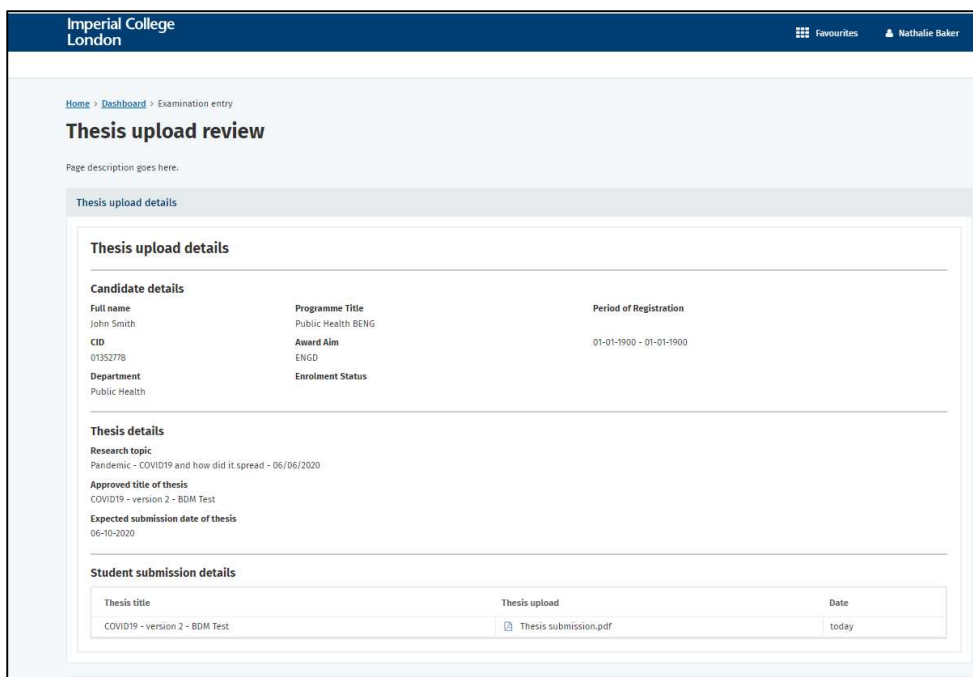 Imperial College
London
Favourites Nathalie Baker
Home > Dashboard > Examination entry
Thesis upload review
Page description goes here.
Thesis upload details
Thesis upload details
Candidate details
Full name Programme Title Period of Registration
John Smith Public Health BENG
CID Award Aim 01-01-1900 - 01-01-1900
01352778 ENGD
Department Enrolment Status
Public Health
Thesis details
Research topic
Pandemic - COVID19 and how did it spread - 06/06/2020
Approved title of thesis
COVID19 - version 2 - BDM Test
Expected submission date of thesis
06-10-2020
Student submission details
Thesis title Thesis upload Date
COVID19 - version 2 - BDM Test Thesis submission.pdf today